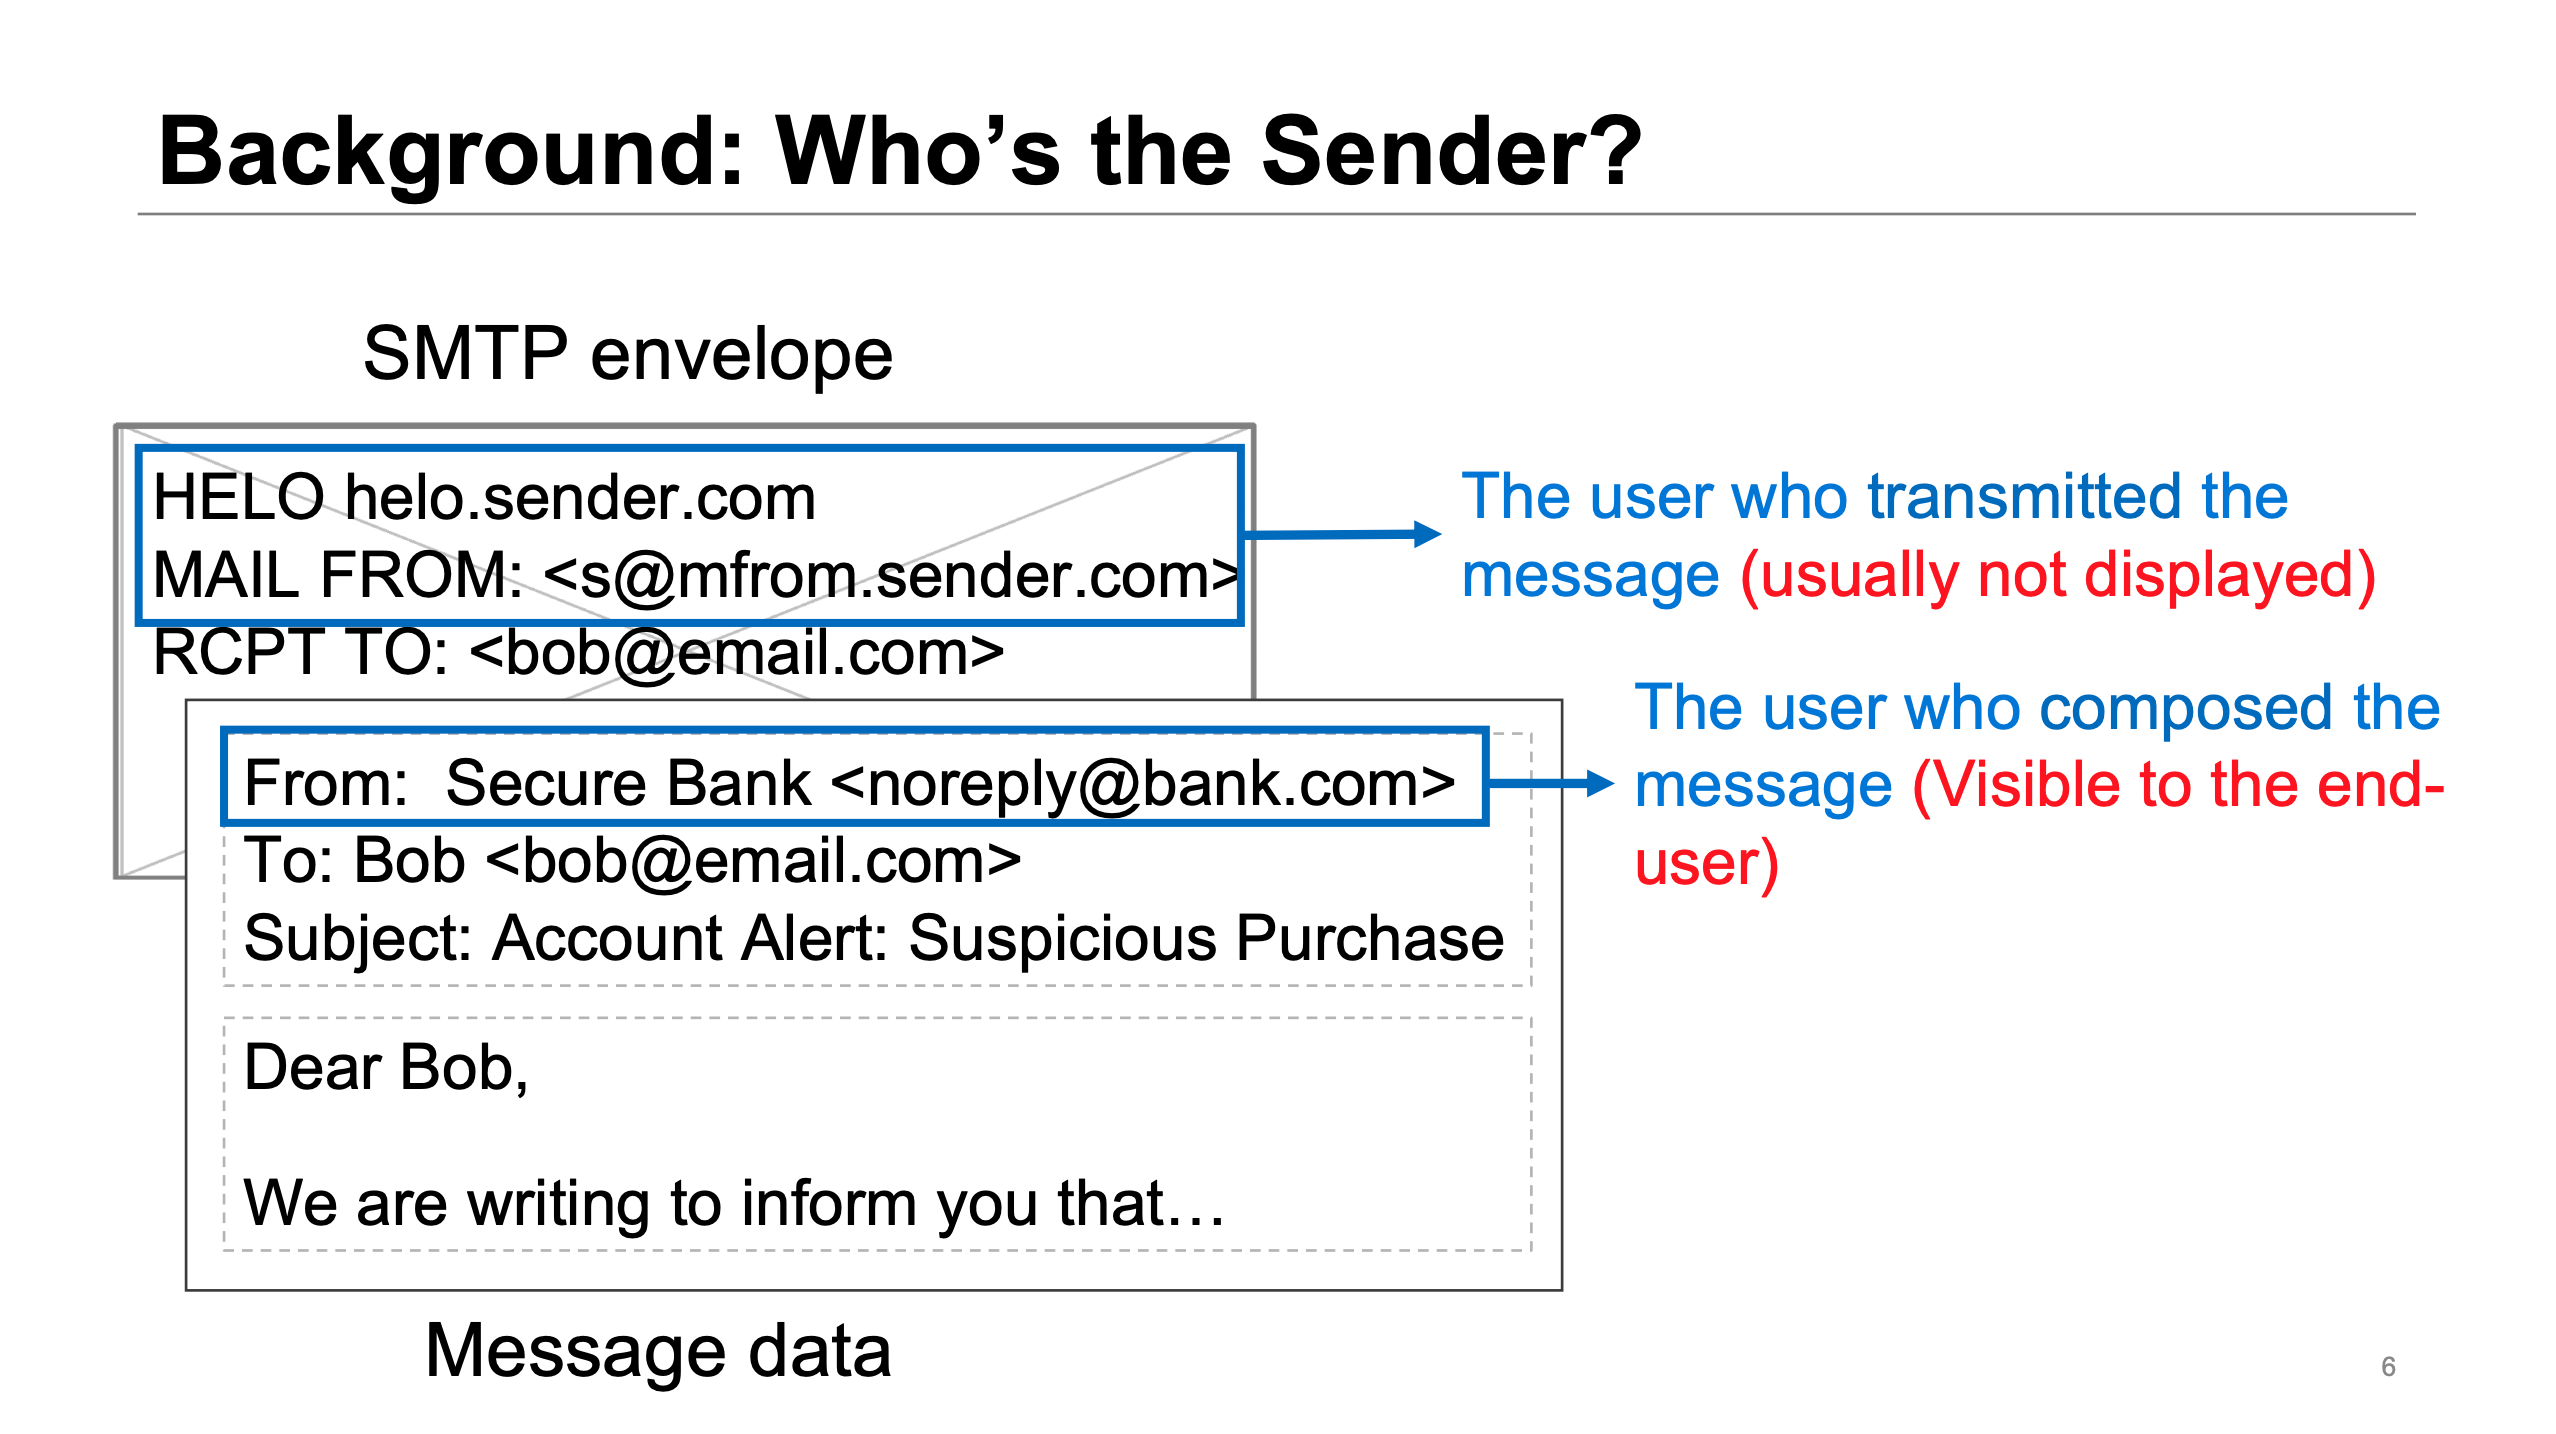 Background: Who’s the Sender?
SMTP envelope
HELO helo.sender.com
MAIL FROM: <s@mfrom.sender.com>
RCPT TO: <bob@email.com>
The user who transmitted the
message (usually not displayed)
From:  Secure Bank <noreply@bank.com>
To: Bob <bob@email.com>
Subject: Account Alert: Suspicious Purchase
The user who composed the
message (Visible to the end-
user)
Dear Bob,
We are writing to inform you that…
Message data
6